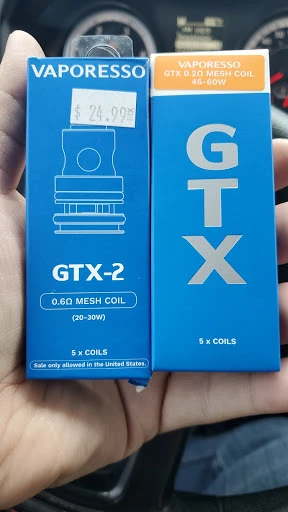 VAPORESSO
$ 24.99
GTX-2
0.6Ω MESH COIL
(20-30W)
5 x COILS
Sale only allowed in the United States.
VAPORESSO
GTX 0.2Ω MESH COIL
45-60W
G
T
X
5 x COILS